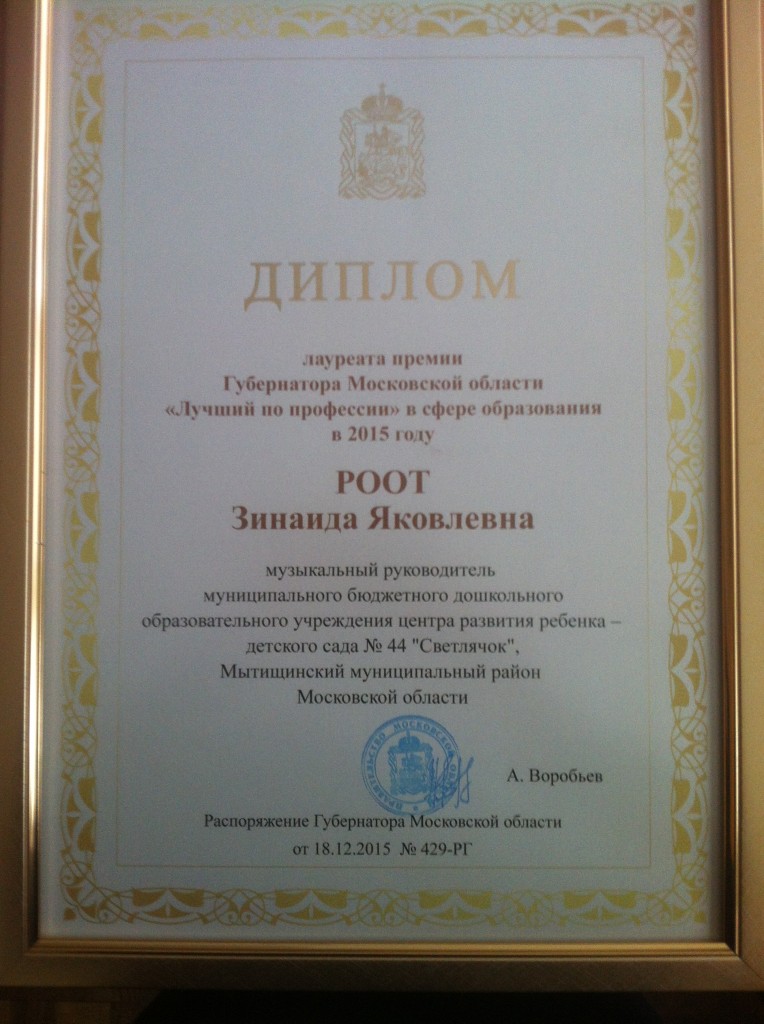 ДИПЛОМ
лауреата премии
Губернатора Московской области
«Лучший по профессии» в сфере образования
в 2015 году
РООТ
Зинаида Яковлевна
музыкальный руководитель
муниципального бюджетного дошкольного
образовательного учреждения центра развития ребенка –
детского сада № 44 "Светлячок",
Мытищинский муниципальный район
Московской области
ПРАВИТЕЛЬСТВО МОСКОВСКОЙ
А. Воробьев
Распоряжение Губернатора Московской области
от 18.12.2015 № 429-РГ